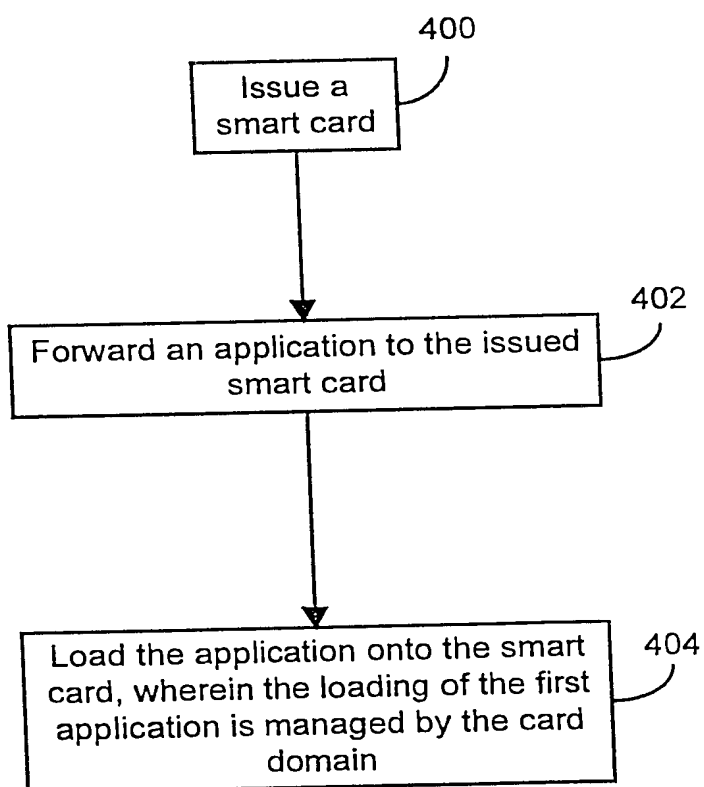 400
Issue a
smart card
402
Forward an application to the issued
smart card
404
Load the application onto the smart
card, wherein the loading of the first
application is managed by the card
domain